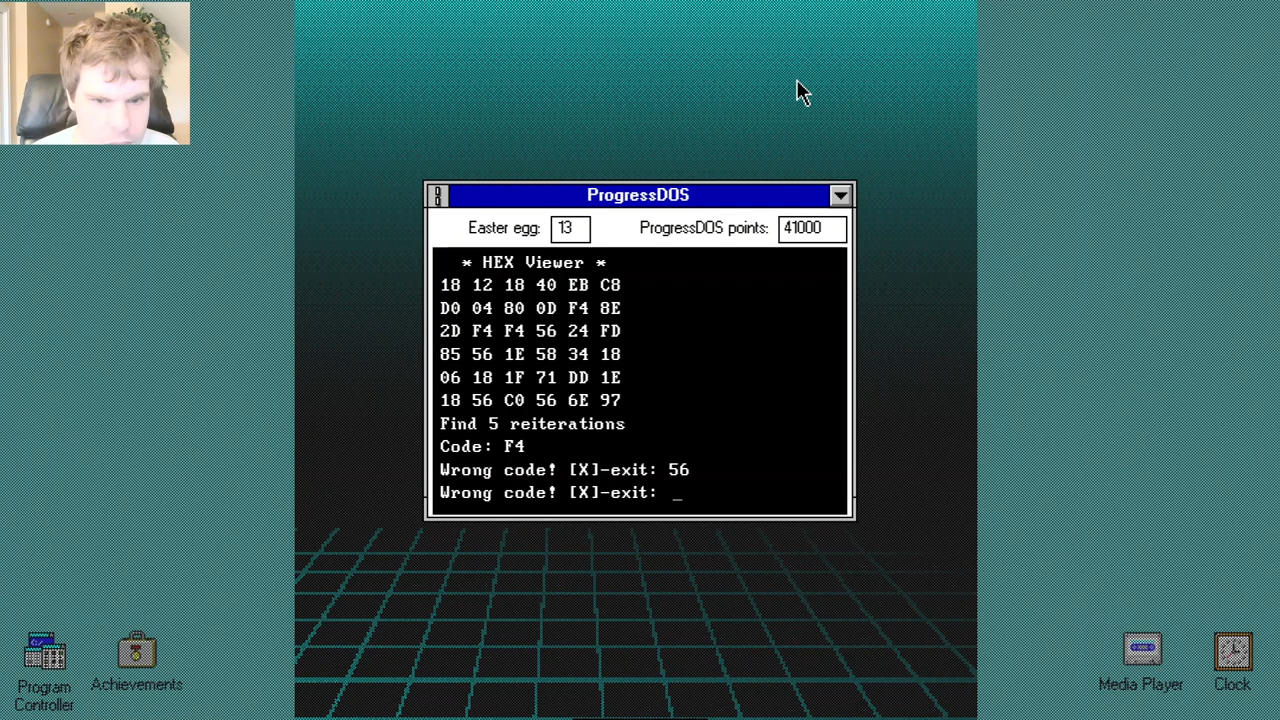 ProgressDOS
Easter egg: 13 ProgressDOS points: 41000
* HEX Viewer *
18 12 18 40 EB C8
D0 04 80 0D F4 8E
2D F4 F4 56 24 FD
85 56 1E 58 34 18
06 18 1F 71 DD 1E
18 56 C0 56 6E 97
Find 5 reiterations
Code: F4
Wrong code! [X]-exit: 56
Wrong code! [X]-exit: _
Program
Controller
Achievements
Media Player
Clock